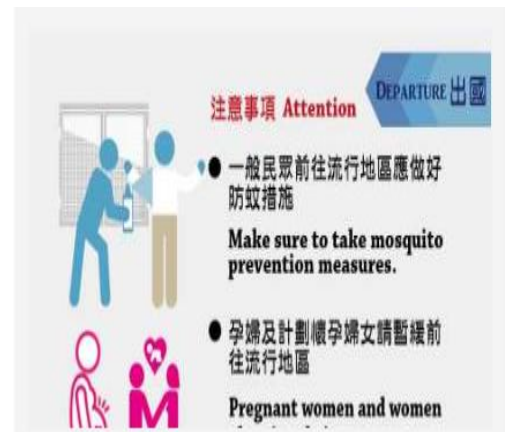 DEPARTURE 出國
注意事項 Attention
● 一般民眾前往流行地區應做好
防蚊措施
Make sure to take mosquito
prevention measures.
● 孕婦及計劃懷孕婦女請暫緩前
往流行地區
Pregnant women and women